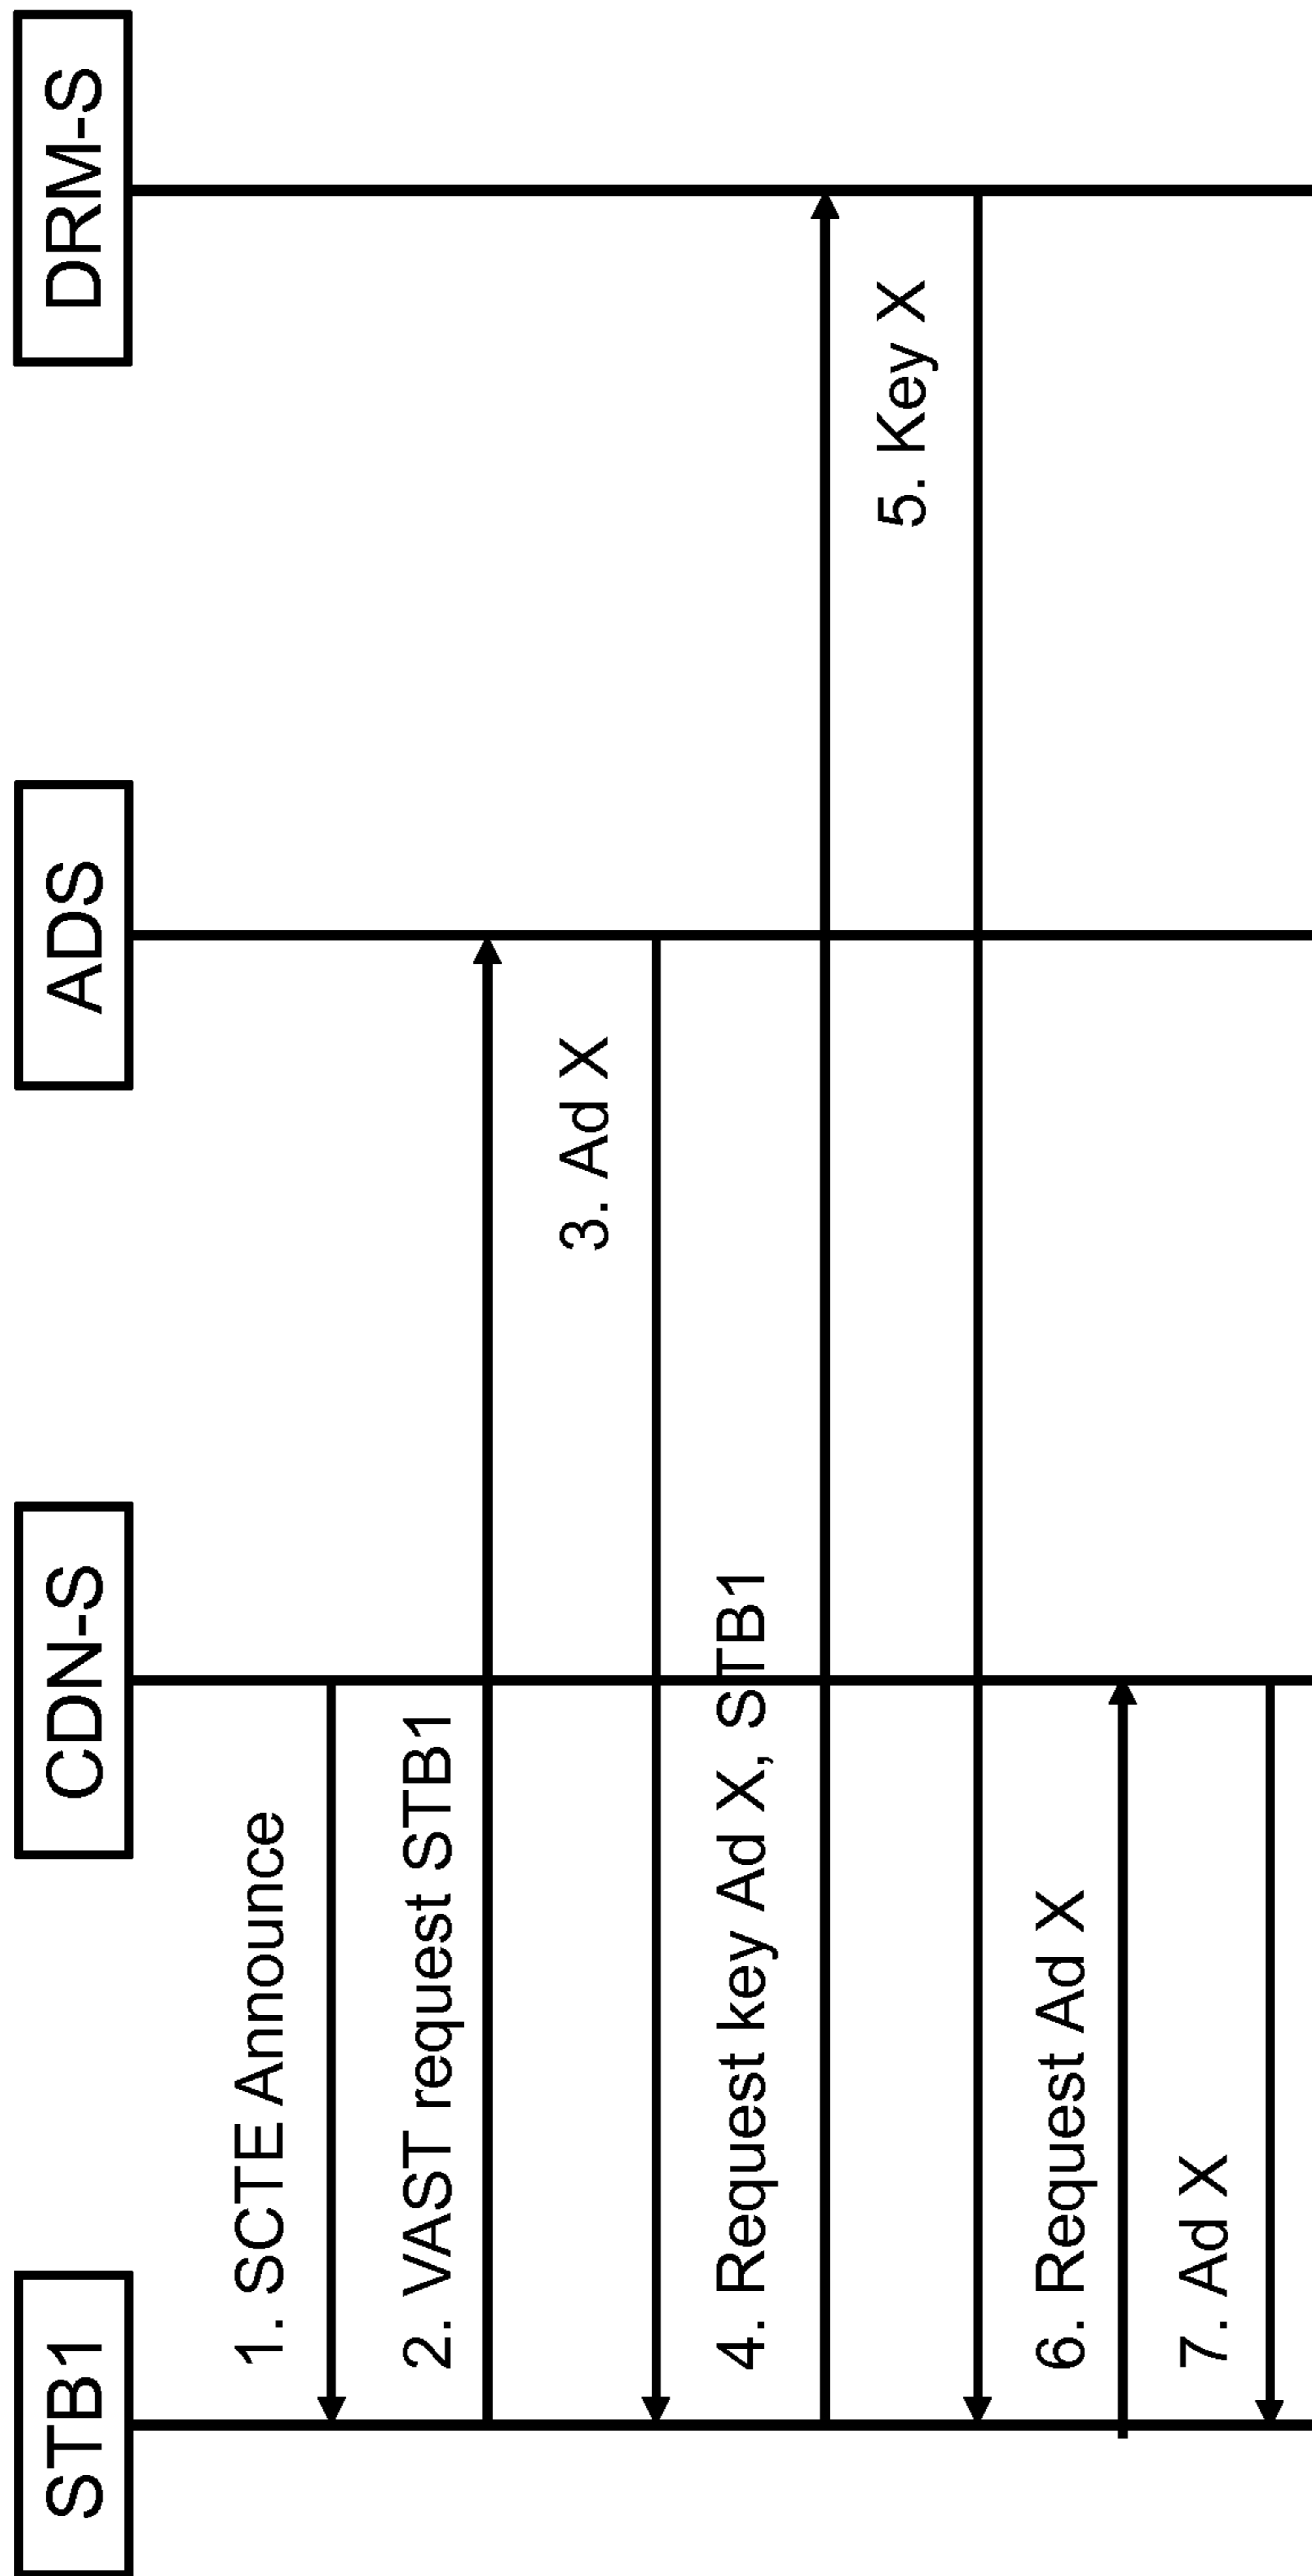 STB1
CDN-S
ADS
DRM-S
1. SCTE Announce
2. VAST request STB1
3. Ad X
4. Request key Ad X, STB1
5. Key X
6. Request Ad X
7. Ad X